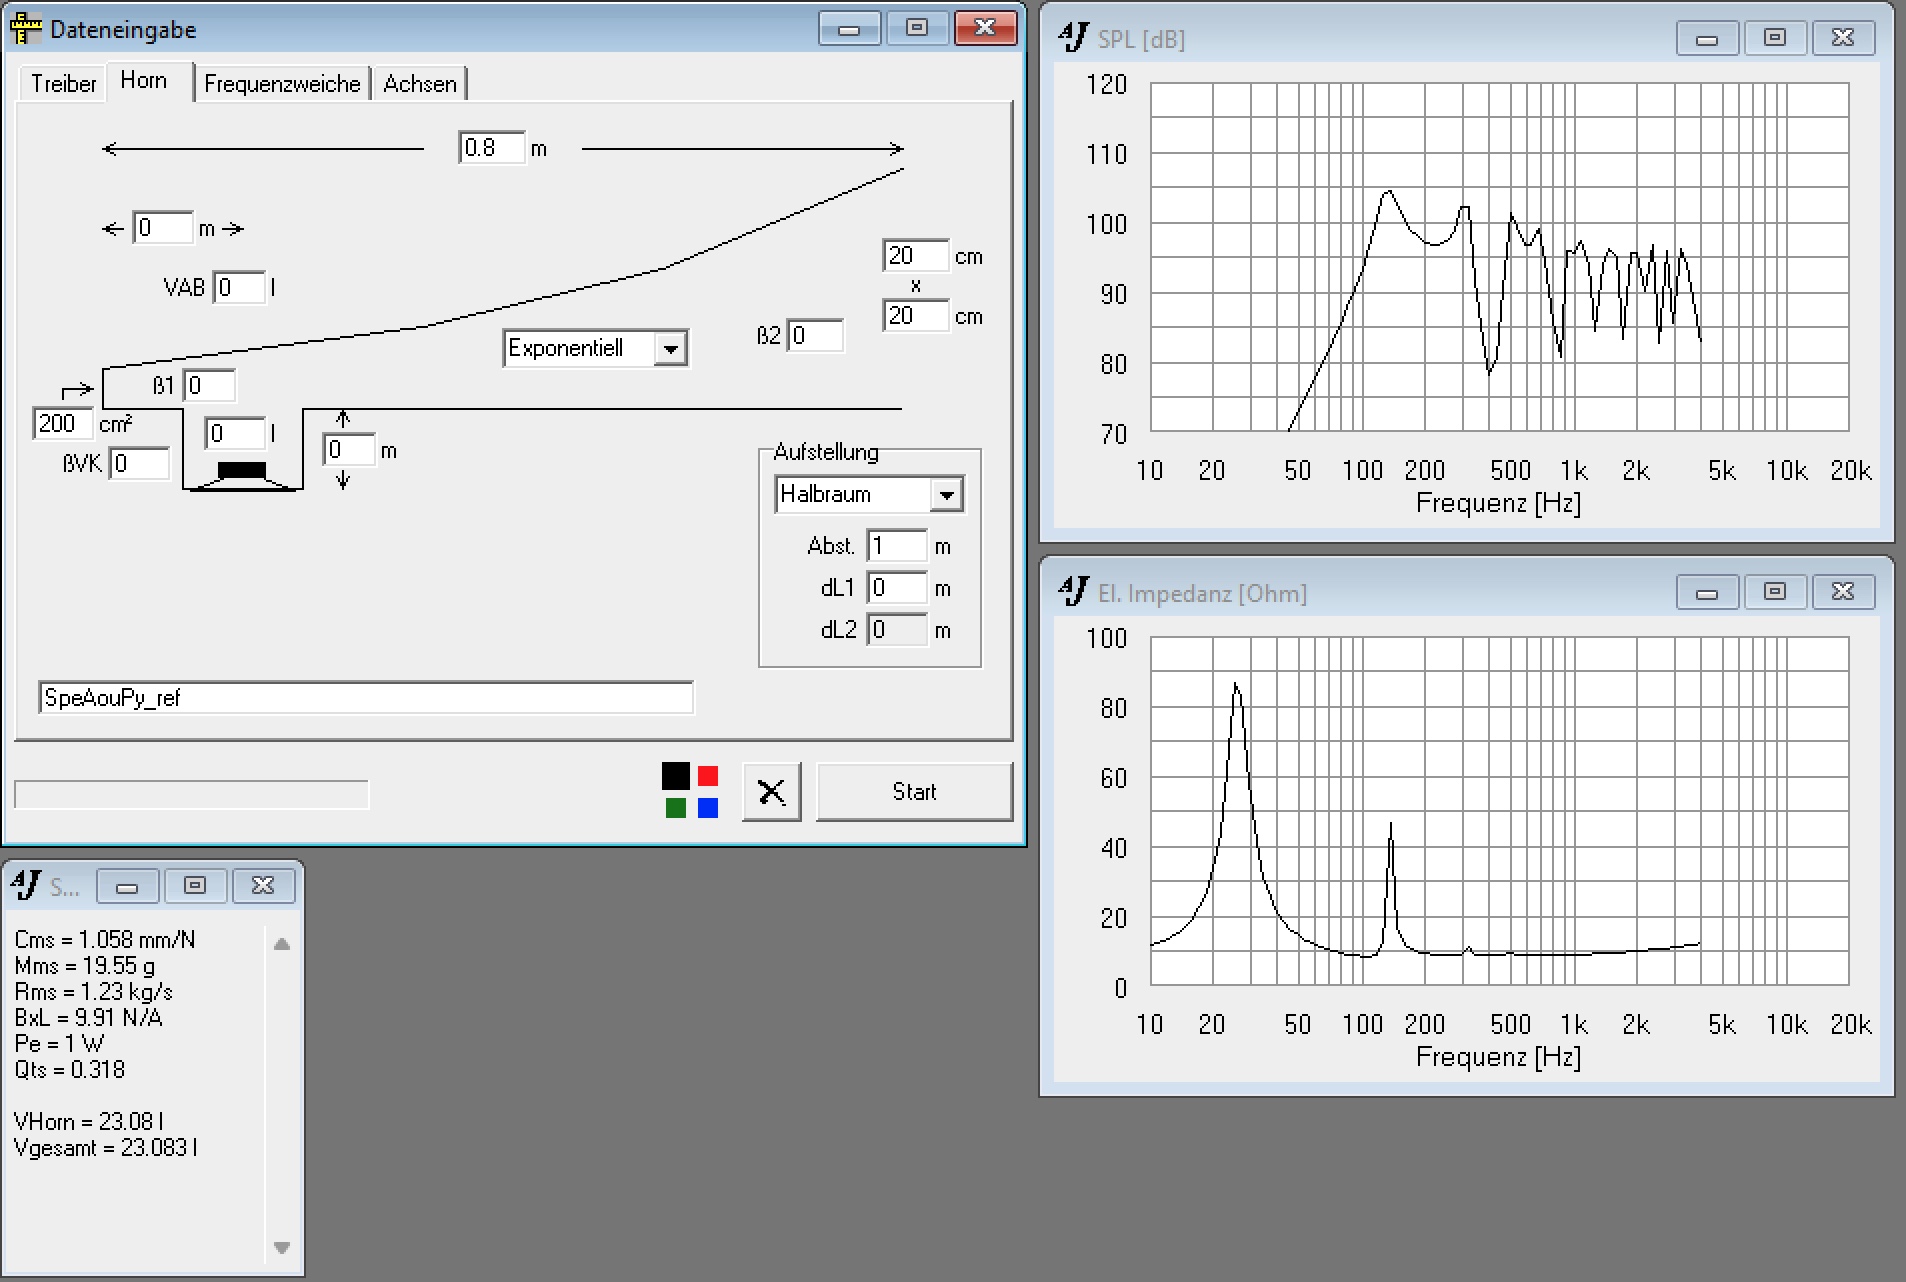 Dateneingabe
Treiber Horn Frequenzweiche Achsen
0.8 m
0 m
VAB 0 l
20 cm
x
20 cm
ß2 0
Exponentiell
ß1 0
200 cm²
0 l
ßVK 0
0 m
Aufstellung
Halbraum
Abst. 1 m
dL1 0 m
dL2 0 m
SpeAouPy_ref
Start
AJ S...
Cms = 1.058 mm/N
Mms = 19.55 g
Rms = 1.23 kg/s
BxL = 9.91 N/A
Pe = 1 W
Qts = 0.318
VHorn = 23.08 l
Vgesamt = 23.083 l
AJ SPL [dB]
120
110
100
90
80
70
10 20 50 100 200 500 1k 2k 5k 10k 20k
Frequenz [Hz]
AJ El. Impedanz [Ohm]
100
80
60
40
20
0
10 20 50 100 200 500 1k 2k 5k 10k 20k
Frequenz [Hz]